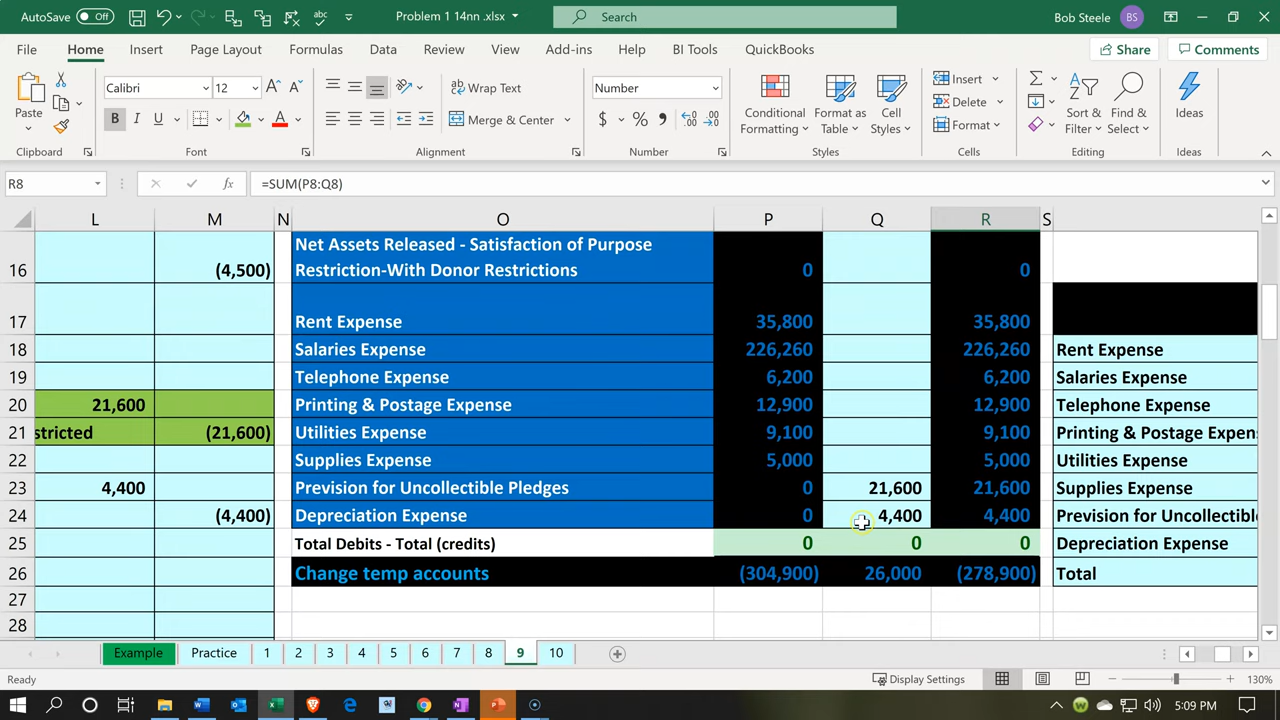 AutoSave Off Problem 1 14nn .xlsx Search Bob Steele BS
File Home Insert Page Layout Formulas Data Review View Add-ins Help BI Tools QuickBooks Share Comments
Calibri 12 Wrap Text Number Insert
Paste Merge & Center Conditional Formatting Format as Table Cell Styles Delete Sort & Filter Find & Select Ideas
Format
Clipboard Font Alignment Number Styles Cells Editing Ideas
R8 fx =SUM(P8:Q8)
L M N O P Q R S
16 (4,500) Net Assets Released - Satisfaction of Purpose
Restriction-With Donor Restrictions 0 0
17 Rent Expense 35,800 35,800
18 Salaries Expense 226,260 226,260 Rent Expense
19 Telephone Expense 6,200 6,200 Salaries Expense
20 21,600 Printing & Postage Expense 12,900 12,900 Telephone Expense
21 stricted (21,600) Utilities Expense 9,100 9,100 Printing & Postage Expen
22 Supplies Expense 5,000 5,000 Utilities Expense
23 4,400 Prevision for Uncollectible Pledges 0 21,600 21,600 Supplies Expense
24 (4,400) Depreciation Expense 0 4,400 4,400 Prevision for Uncollectibl
25 Total Debits - Total (credits) 0 0 0 Depreciation Expense
26 Change temp accounts (304,900) 26,000 (278,900) Total
27
28
Example Practice 1 2 3 4 5 6 7 8 9 10
Ready Display Settings 130%
5:09 PM